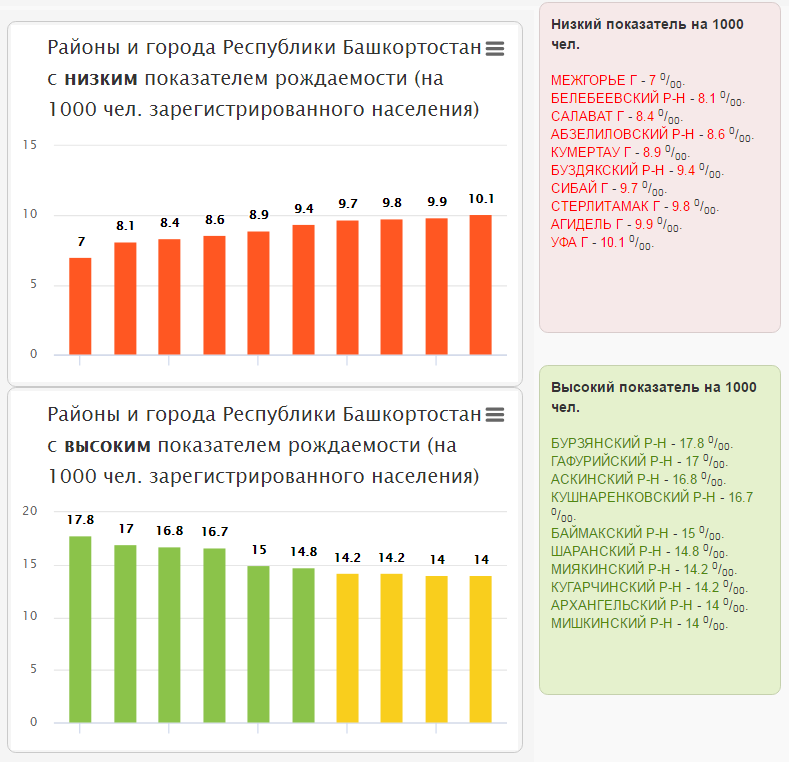 Районы и города Республики Башкортостан
с низким показателем рождаемости (на
1000 чел. зарегистрированного населения)
15
10
5
0
7
8.1
8.4
8.6
8.9
9.4
9.7
9.8
9.9
10.1
Низкий показатель на 1000
чел.
МЕЖГОРЬЕ Г - 7 0/00.
БЕЛЕБЕЕВСКИЙ Р-Н - 8.1 0/00.
САЛАВАТ Г - 8.4 0/00.
АБЗЕЛИЛОВСКИЙ Р-Н - 8.6 0/00.
КУМЕРТАУ Г - 8.9 0/00.
БУЗДЯКСКИЙ Р-Н - 9.4 0/00.
СИБАЙ Г - 9.7 0/00.
СТЕРЛИТАМАК Г - 9.8 0/00.
АГИДЕЛЬ Г - 9.9 0/00.
УФА Г - 10.1 0/00.
Районы и города Республики Башкортостан
с высоким показателем рождаемости (на
1000 чел. зарегистрированного населения)
20
15
10
5
0
17.8
17
16.8
16.7
15
14.8
14.2
14.2
14
14
Высокий показатель на 1000
чел.
БУРЗЯНСКИЙ Р-Н - 17.8 0/00.
ГАФУРИЙСКИЙ Р-Н - 17 0/00.
АСКИНСКИЙ Р-Н - 16.8 0/00.
КУШНАРЕНКОВСКИЙ Р-Н - 16.7
0/00.
БАЙМАКСКИЙ Р-Н - 15 0/00.
ШАРАНСКИЙ Р-Н - 14.8 0/00.
МИЯКИНСКИЙ Р-Н - 14.2 0/00.
КУГАРЧИНСКИЙ Р-Н - 14.2 0/00.
АРХАНГЕЛЬСКИЙ Р-Н - 14 0/00.
МИШКИНСКИЙ Р-Н - 14 0/00.